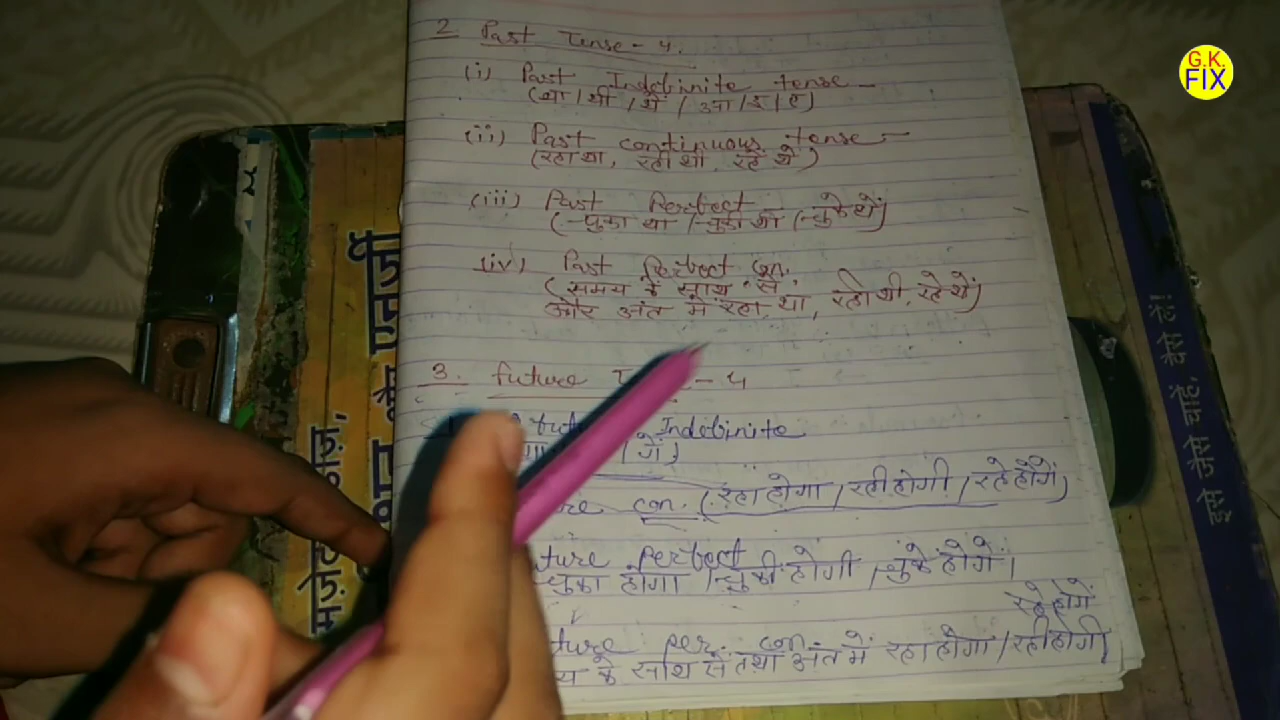 2 Past Tense - 4.
(i) Past Indefinite tense -
(था / थी / थे / आ / ई / ए)
(ii) Past continuous tense -
(रहा था, रही थी, रहे थे)
(iii) Past Perfect
(चुका था / चुकी थी / चुके थें)
(iv) Past Perfect con.
(समय के साथ से,
और अंत में रहा था, रही थी, रहे थें)
3. future - 4
Indefinite
/ गें)
con. (रहा होगा / रही होगी / रहे होंगें)
Perfect
चुका होगा / चुकी होगी / चुके होगें।
रहे होगें
per. con.
के साथ से तथा अंत में रहा होगा / रही होगी
G.K.
FIX
इसे जैसे चाहें, वैसे लें!